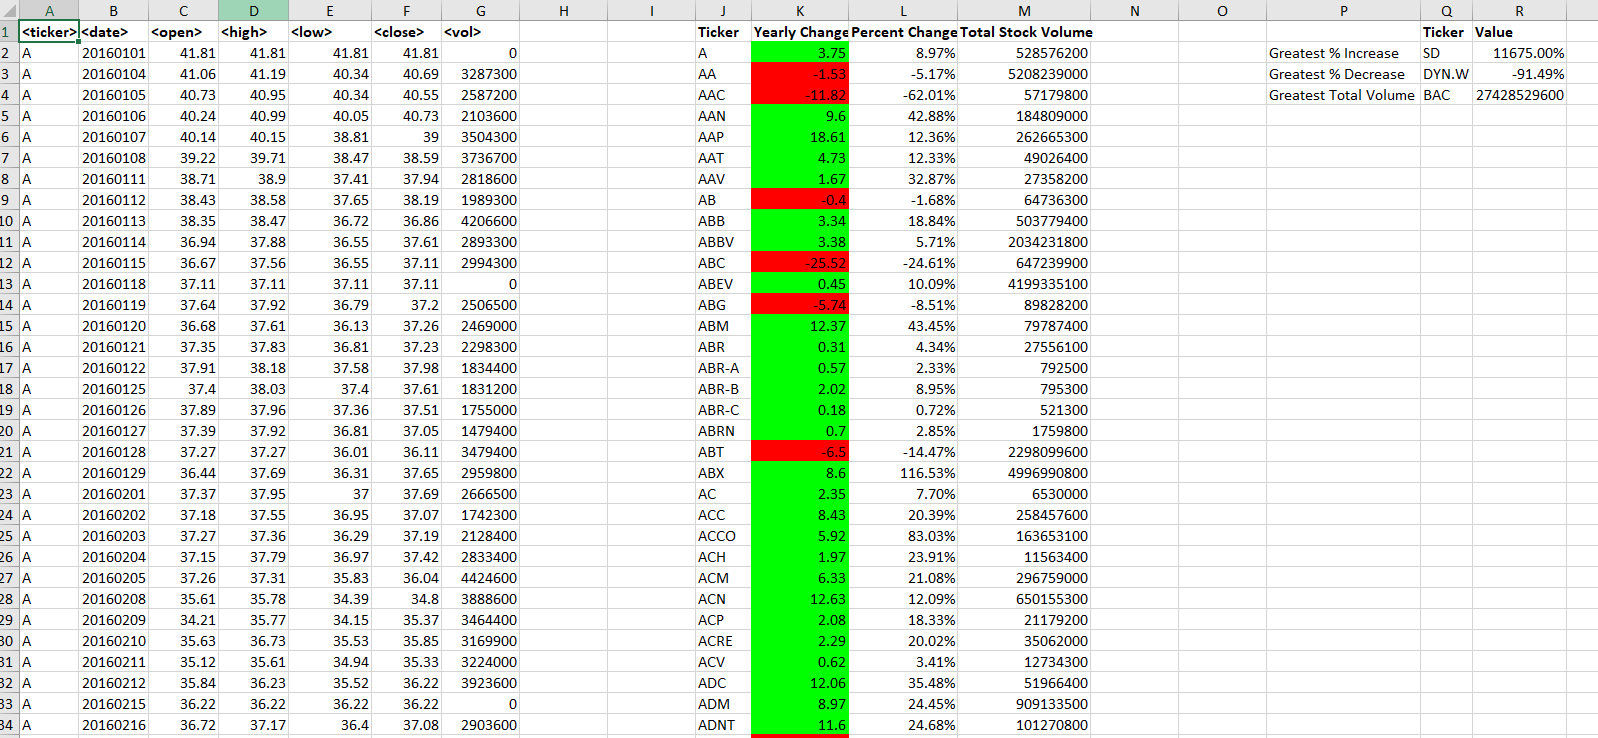 A B C D E F G H I J K L M N O P Q R
1 <ticker> <date> <open> <high> <low> <close> <vol> Ticker Yearly Change Percent Change Total Stock Volume Ticker Value
2 A 20160101 41.81 41.81 41.81 41.81 0 A 3.75 8.97% 528576200 Greatest % Increase SD 11675.00%
3 A 20160104 41.06 41.19 40.34 40.69 3287300 AA -1.53 -5.17% 5208239000 Greatest % Decrease DYN.W -91.49%
4 A 20160105 40.73 40.95 40.34 40.55 2587200 AAC -11.82 -62.01% 57179800 Greatest Total Volume BAC 27428529600
5 A 20160106 40.24 40.99 40.05 40.73 2103600 AAN 9.6 42.88% 184809000
6 A 20160107 40.14 40.15 38.81 39 3504300 AAP 18.61 12.36% 262665300
7 A 20160108 39.22 39.71 38.47 38.59 3736700 AAT 4.73 12.33% 49026400
8 A 20160111 38.71 38.9 37.41 37.94 2818600 AAV 1.67 32.87% 27358200
9 A 20160112 38.43 38.58 37.65 38.19 1989300 AB -0.4 -1.68% 64736300
10 A 20160113 38.35 38.47 36.72 36.86 4206600 ABB 3.34 18.84% 503779400
11 A 20160114 36.94 37.88 36.55 37.61 2893300 ABBV 3.38 5.71% 2034231800
12 A 20160115 36.67 37.56 36.55 37.11 2994300 ABC -25.52 -24.61% 647239900
13 A 20160118 37.11 37.11 37.11 37.11 0 ABEV 0.45 10.09% 4199335100
14 A 20160119 37.64 37.92 36.79 37.2 2506500 ABG -5.74 -8.51% 89828200
15 A 20160120 36.68 37.61 36.13 37.26 2469000 ABM 12.37 43.45% 79787400
16 A 20160121 37.35 37.83 36.81 37.23 2298300 ABR 0.31 4.34% 27556100
17 A 20160122 37.91 38.18 37.58 37.98 1834400 ABR-A 0.57 2.33% 792500
18 A 20160125 37.4 38.03 37.4 37.61 1831200 ABR-B 2.02 8.95% 795300
19 A 20160126 37.89 37.96 37.36 37.51 1755000 ABR-C 0.18 0.72% 521300
20 A 20160127 37.39 37.92 36.81 37.05 1479400 ABRN 0.7 2.85% 1759800
21 A 20160128 37.27 37.27 36.01 36.11 3479400 ABT -6.5 -14.47% 2298099600
22 A 20160129 36.44 37.69 36.31 37.65 2959800 ABX 8.6 116.53% 4996990800
23 A 20160201 37.37 37.95 37 37.69 2666500 AC 2.35 7.70% 6530000
24 A 20160202 37.18 37.55 36.95 37.07 1742300 ACC 8.43 20.39% 258457600
25 A 20160203 37.27 37.36 36.29 37.19 2128400 ACCO 5.92 83.03% 163653100
26 A 20160204 37.15 37.79 36.97 37.42 2833400 ACH 1.97 23.91% 11563400
27 A 20160205 37.26 37.31 35.83 36.04 4424600 ACM 6.33 21.08% 296759000
28 A 20160208 35.61 35.78 34.39 34.8 3888600 ACN 12.63 12.09% 650155300
29 A 20160209 34.21 35.77 34.15 35.37 3464400 ACP 2.08 18.33% 21179200
30 A 20160210 35.63 36.73 35.53 35.85 3169900 ACRE 2.29 20.02% 35062000
31 A 20160211 35.12 35.61 34.94 35.33 3224000 ACV 0.62 3.41% 12734300
32 A 20160212 35.84 36.23 35.52 36.22 3923600 ADC 12.06 35.48% 51966400
33 A 20160215 36.22 36.22 36.22 36.22 0 ADM 8.97 24.45% 909133500
34 A 20160216 36.72 37.17 36.4 37.08 2903600 ADNT 11.6 24.68% 101270800